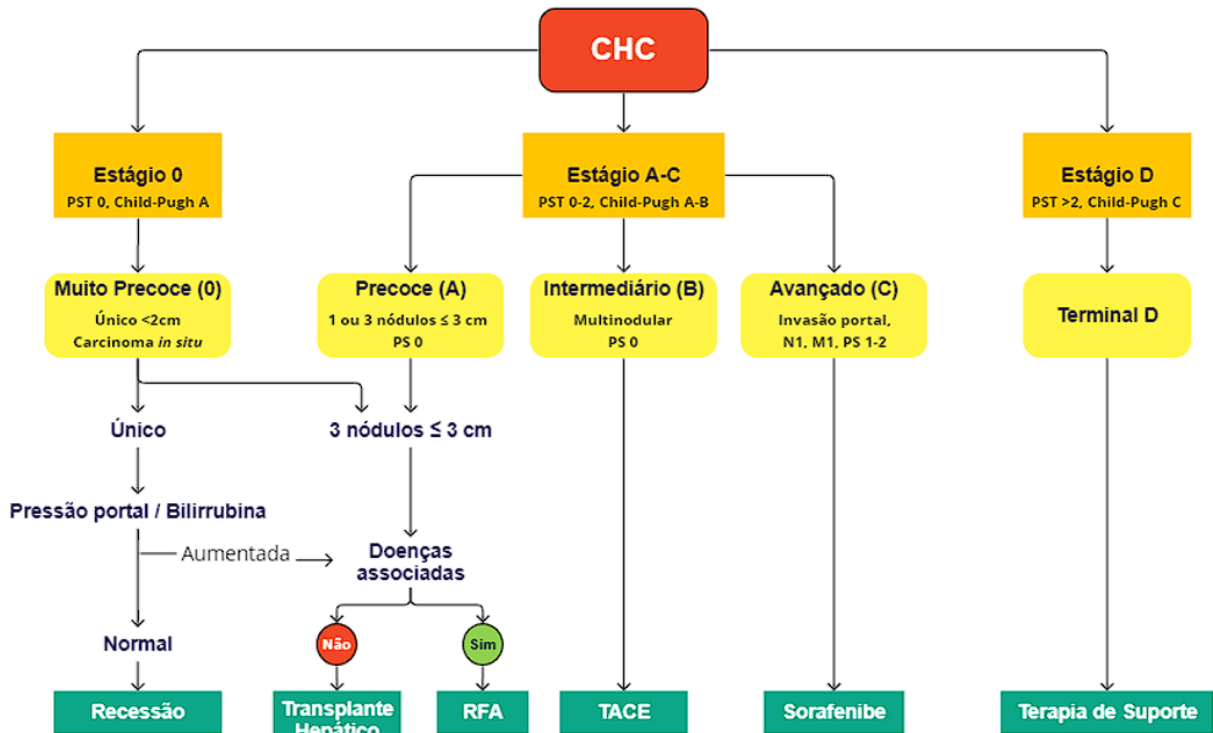 CHC
Estágio 0
PST 0, Child-Pugh A
Estágio A-C
PST 0-2, Child-Pugh A-B
Estágio D
PST >2, Child-Pugh C
Muito Precoce (0)
Único <2cm
Carcinoma in situ
Precoce (A)
1 ou 3 nódulos ≤ 3 cm
PS 0
Intermediário (B)
Multinodular
PS 0
Avançado (C)
Invasão portal,
N1, M1, PS 1-2
Terminal D
Único
3 nódulos ≤ 3 cm
Pressão portal / Bilirrubina
Aumentada
Doenças
associadas
Normal
Não
Sim
Recessão
Transplante
Hepático
RFA
TACE
Sorafenibe
Terapia de Suporte